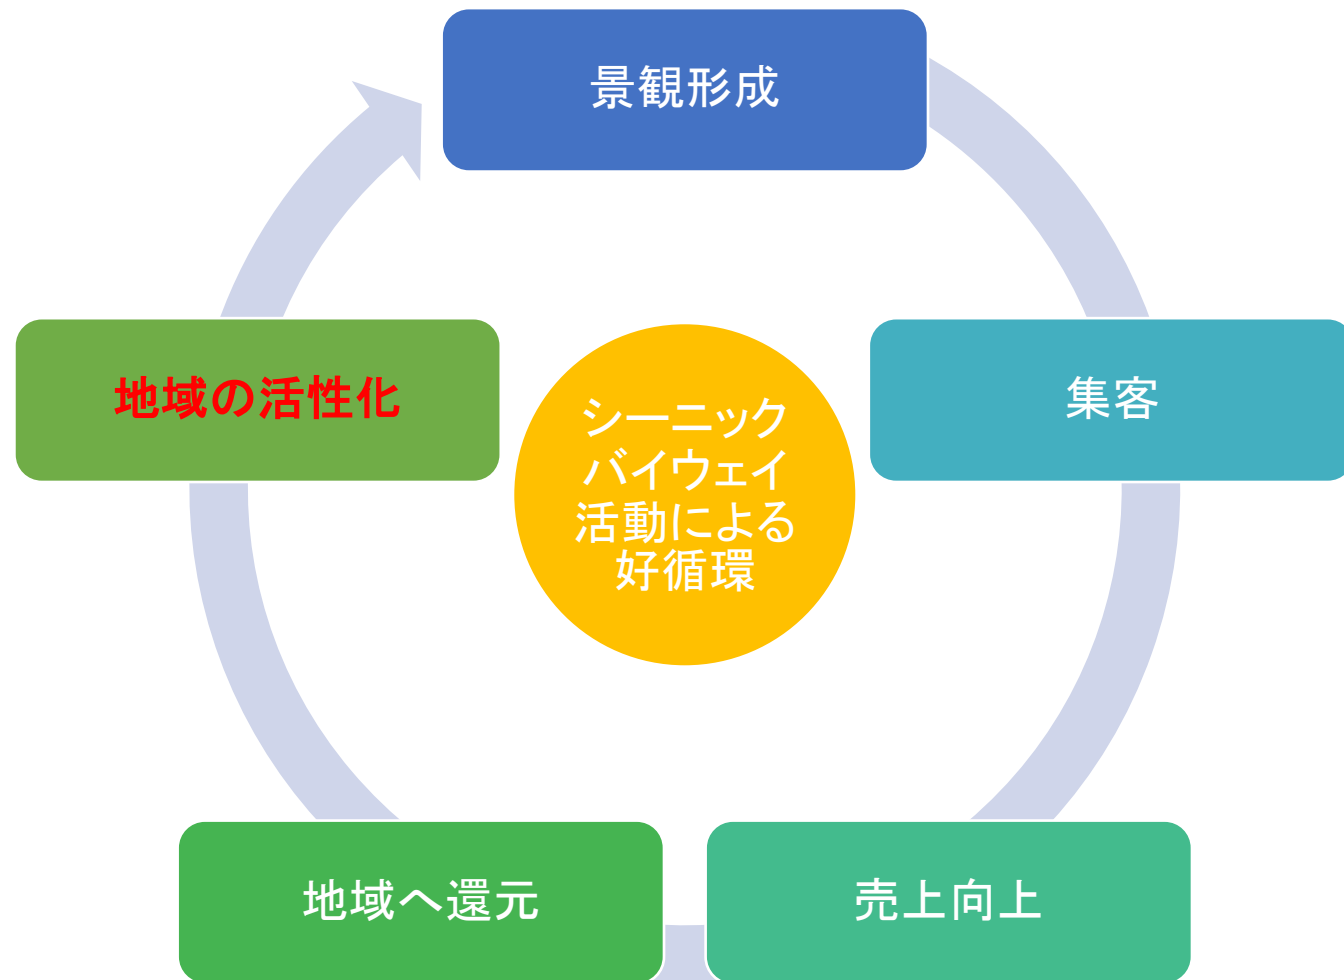 景観形成
集客
売上向上
地域へ還元
地域の活性化
シーニック
バイウェイ
活動による
好循環